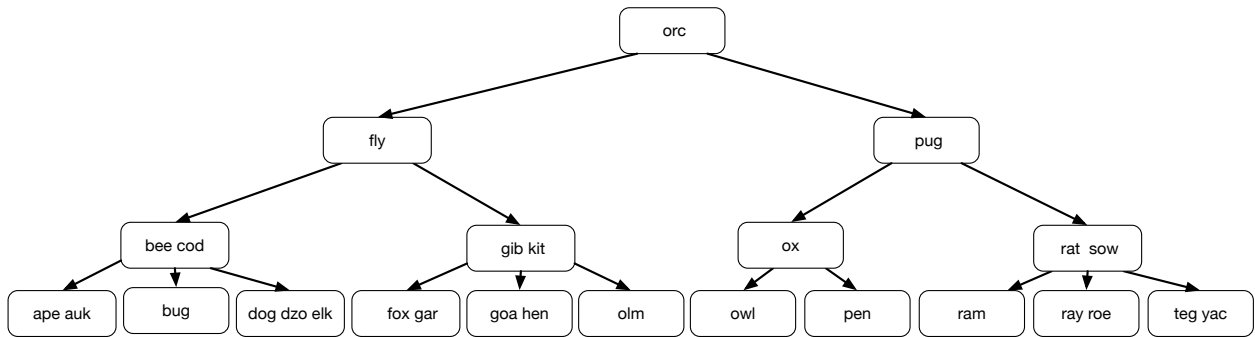 orc
fly
pug
bee cod
gib kit
ox
rat sow
ape auk
bug
dog dzo elk
fox gar
goa hen
olm
owl
pen
ram
ray roe
teg yac